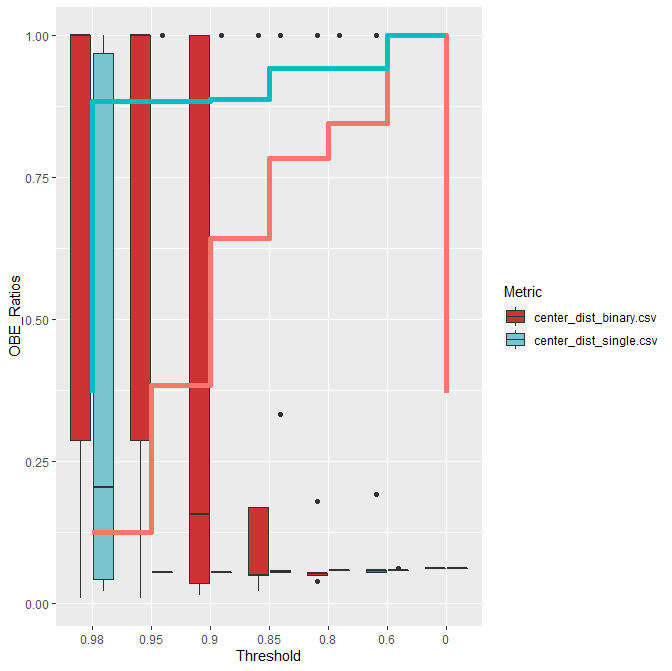 1.00
0.75
0.50
0.25
0.00
OBE_Ratios
0.98 0.95 0.9 0.85 0.8 0.6 0
Threshold
Metric
center_dist_binary.csv
center_dist_single.csv